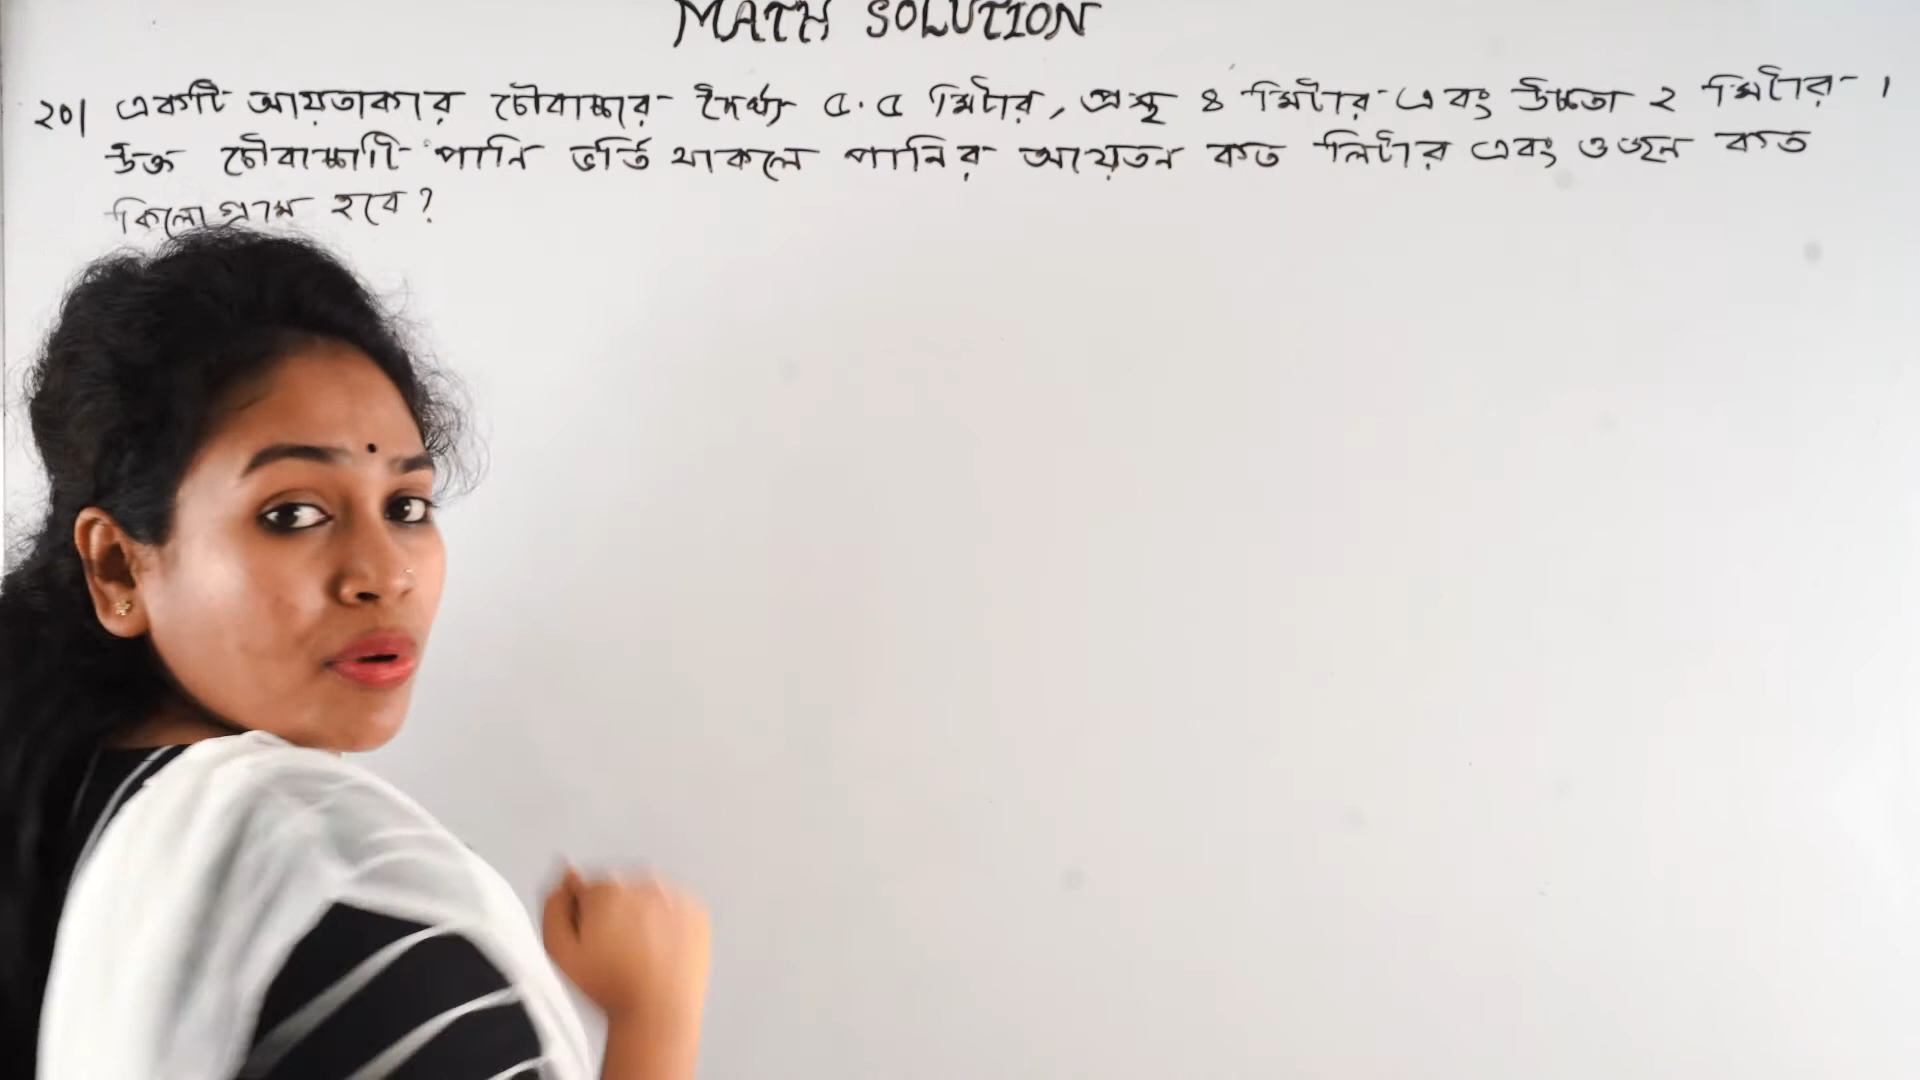 MATH SOLUTION
২০। একটি আয়তাকার চৌবাচ্চার দৈর্ঘ্য ৫.৫ মিটার, প্রস্থ ৪ মিটার এবং উচ্চতা ২ মিটার।
উক্ত চৌবাচ্চাটি পানি ভর্তি থাকলে পানির আয়েতন কত লিটার এবং ওজন কত
কিলোগ্রাম হবে?